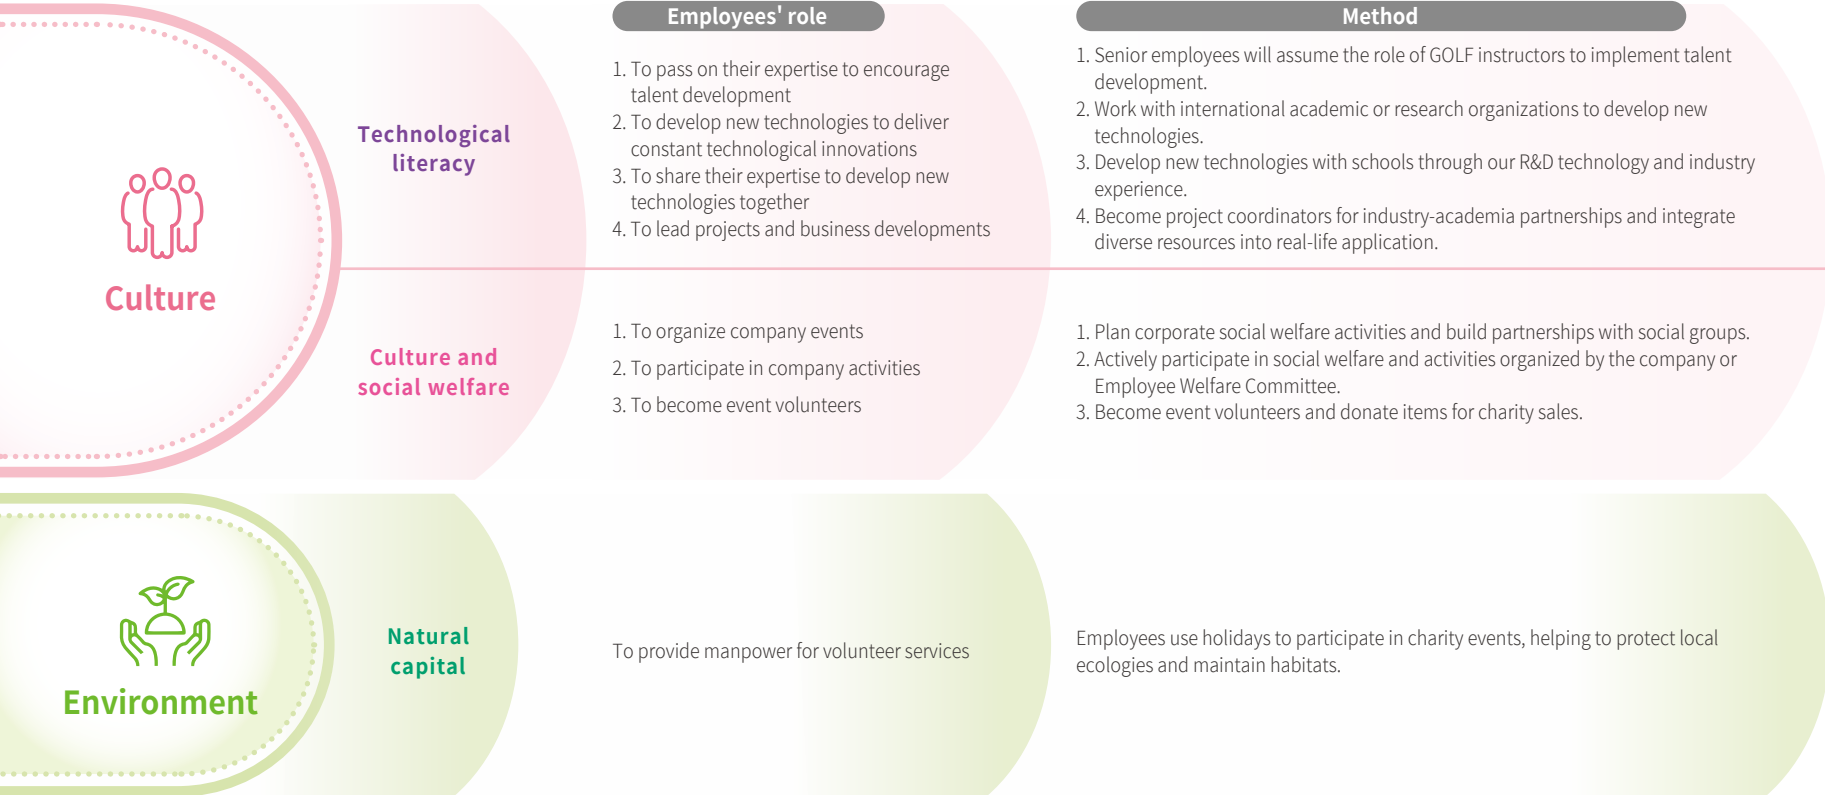 Employees' role
Method
Culture
Technological
literacy
1. To pass on their expertise to encourage
talent development
2. To develop new technologies to deliver
constant technological innovations
3. To share their expertise to develop new
technologies together
4. To lead projects and business developments
1. Senior employees will assume the role of GOLF instructors to implement talent
development.
2. Work with international academic or research organizations to develop new
technologies.
3. Develop new technologies with schools through our R&D technology and industry
experience.
4. Become project coordinators for industry-academia partnerships and integrate
diverse resources into real-life application.
Culture and
social welfare
1. To organize company events
2. To participate in company activities
3. To become event volunteers
1. Plan corporate social welfare activities and build partnerships with social groups.
2. Actively participate in social welfare and activities organized by the company or
Employee Welfare Committee.
3. Become event volunteers and donate items for charity sales.
Environment
Natural
capital
To provide manpower for volunteer services
Employees use holidays to participate in charity events, helping to protect local
ecologies and maintain habitats.